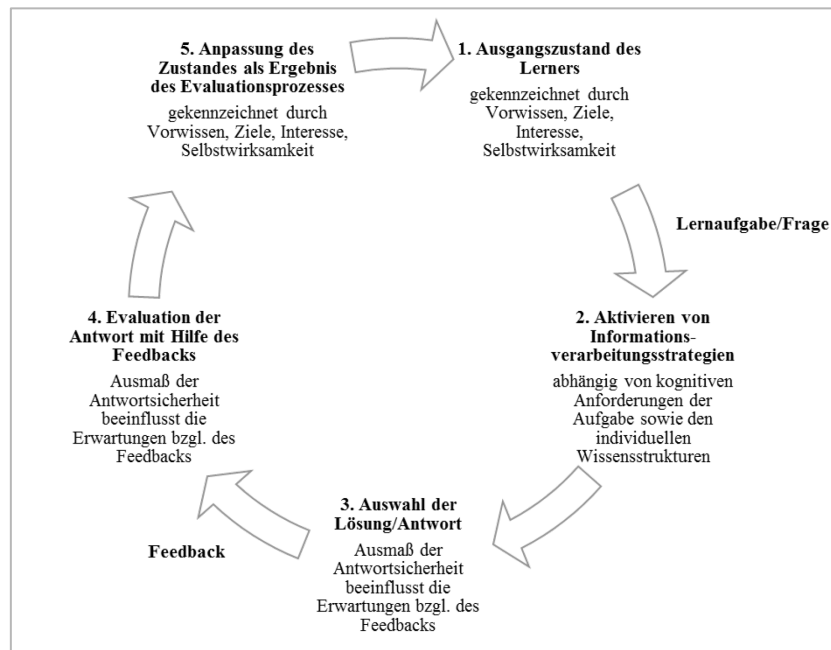 5. Anpassung des
Zustandes als Ergebnis
des Evaluationsprozesses
gekennzeichnet durch
Vorwissen, Ziele, Interesse,
Selbstwirksamkeit
1. Ausgangszustand des
Lerners
gekennzeichnet durch
Vorwissen, Ziele,
Interesse,
Selbstwirksamkeit
Lernaufgabe/Frage
2. Aktivieren von
Informations-
verarbeitungsstrategien
abhängig von kognitiven
Anforderungen der
Aufgabe sowie den
individuellen
Wissensstrukturen
3. Auswahl der
Lösung/Antwort
Ausmaß der
Antwortsicherheit
beeinflusst die
Erwartungen bzgl. des
Feedbacks
Feedback
4. Evaluation der
Antwort mit Hilfe des
Feedbacks
Ausmaß der
Antwortsicherheit
beeinflusst die
Erwartungen bzgl. des
Feedbacks